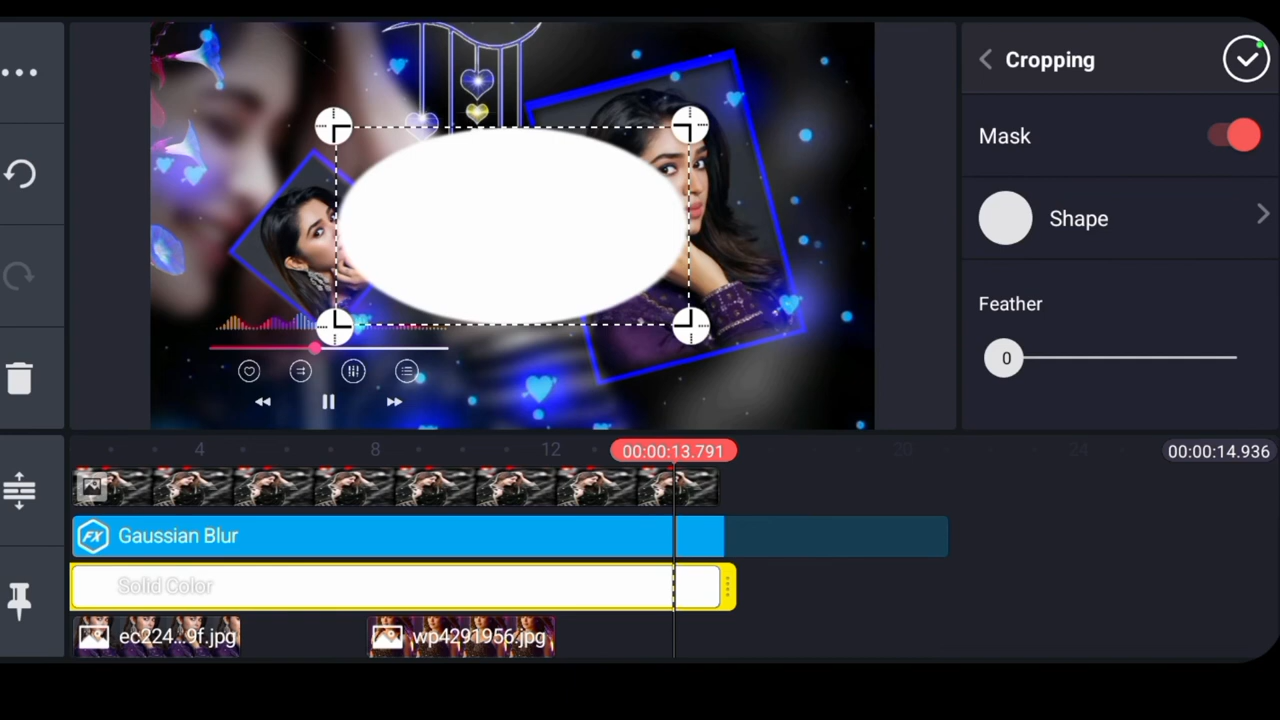 Cropping
Mask
Shape
Feather
0
4
8
12
00:00:13.791
20
24
00:00:14.936
FX
Gaussian Blur
Solid Color
ec224...9f.jpg
wp4291956.jpg